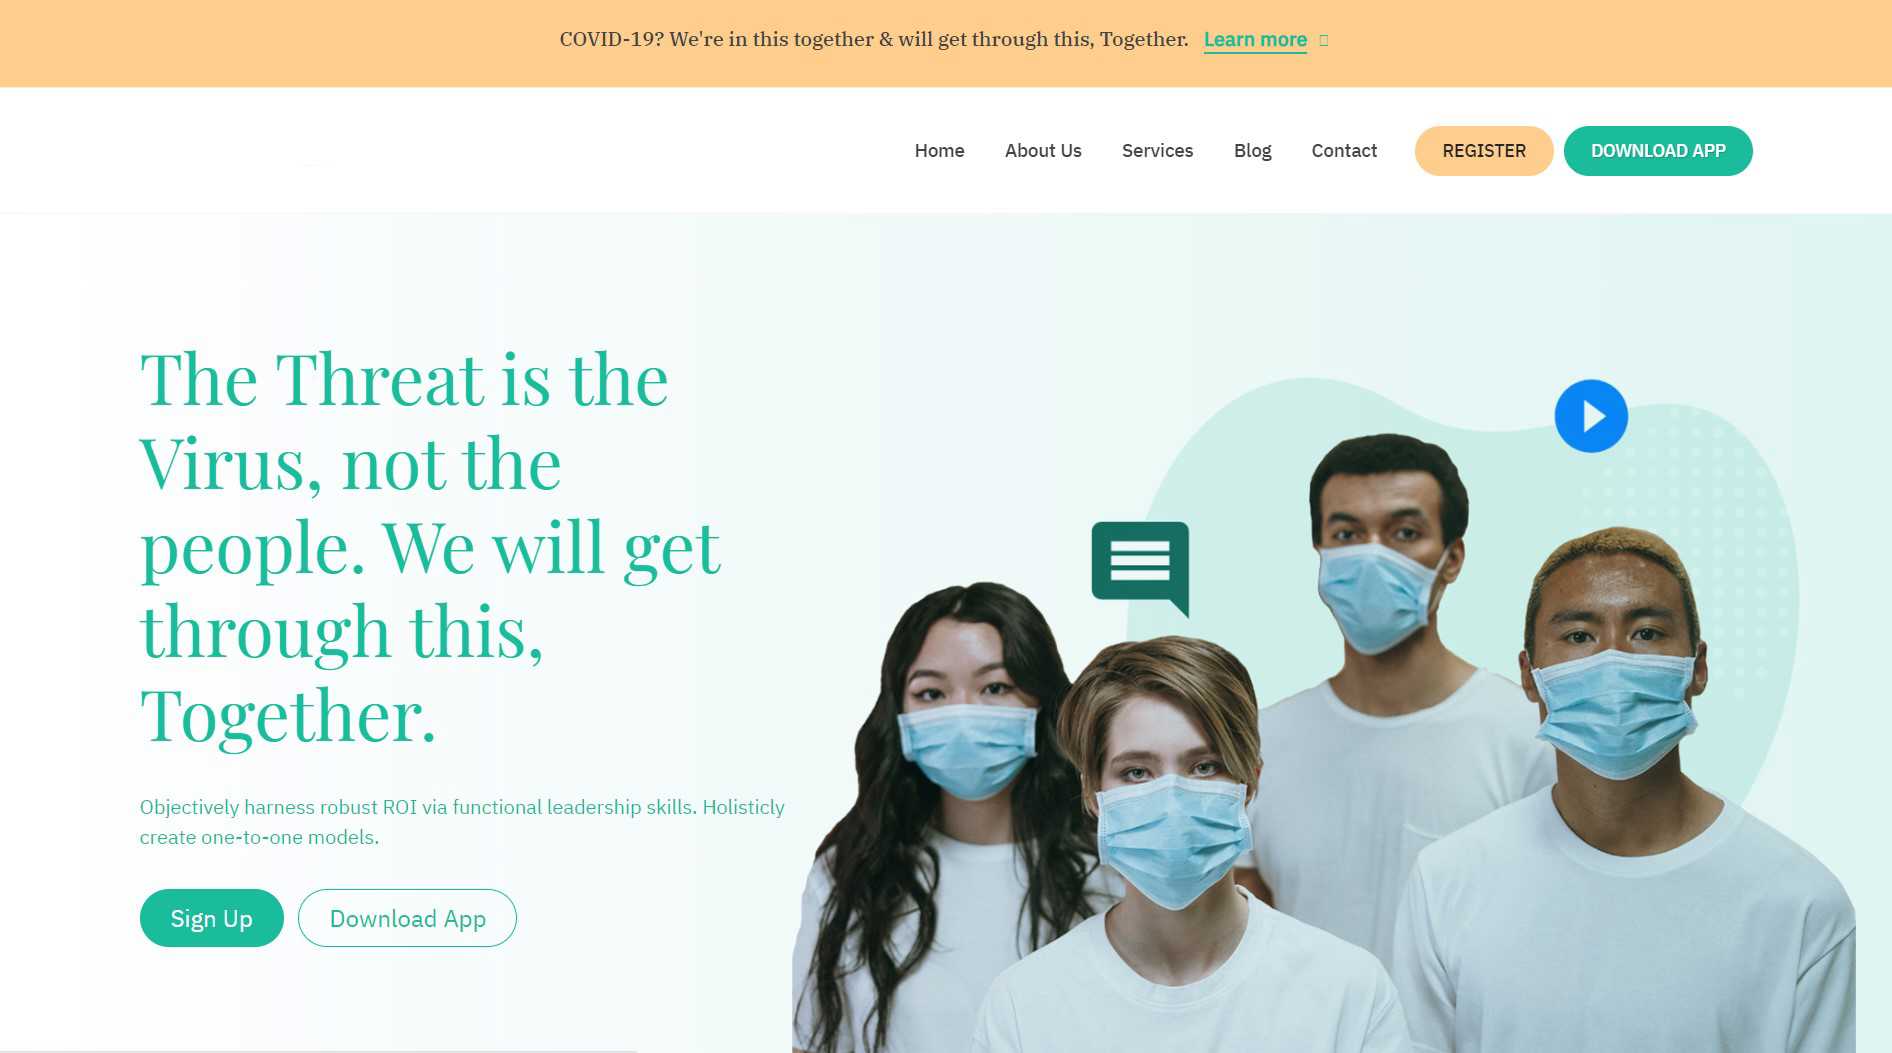 COVID-19? We're in this together & will get through this, Together. Learn more
Home About Us Services Blog Contact REGISTER DOWNLOAD APP
The Threat is the
Virus, not the
people. We will get
through this,
Together.
Objectively harness robust ROI via functional leadership skills. Holisticly
create one-to-one models.
Sign Up Download App